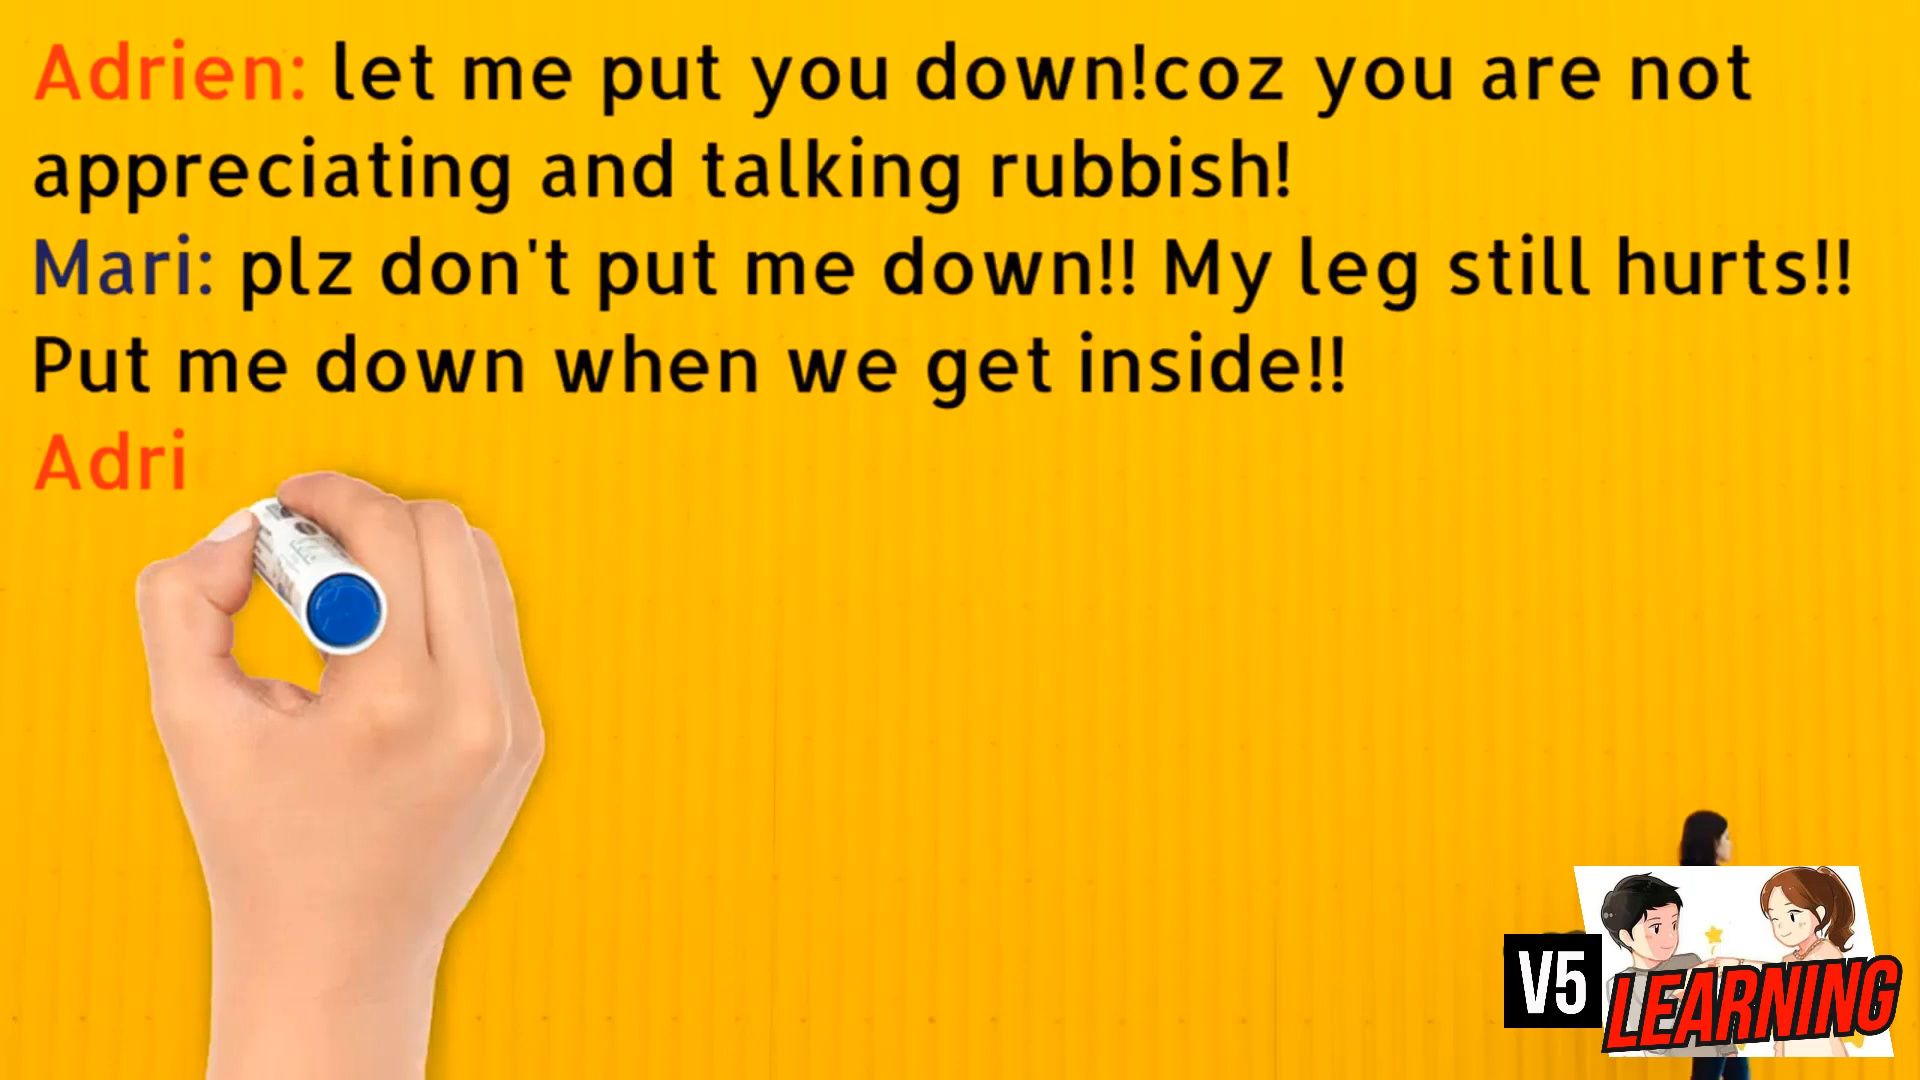 Adrien: let me put you down!coz you are not
appreciating and talking rubbish!
Mari: plz don't put me down!! My leg still hurts!!
Put me down when we get inside!!
Adri
V5
LEARNING